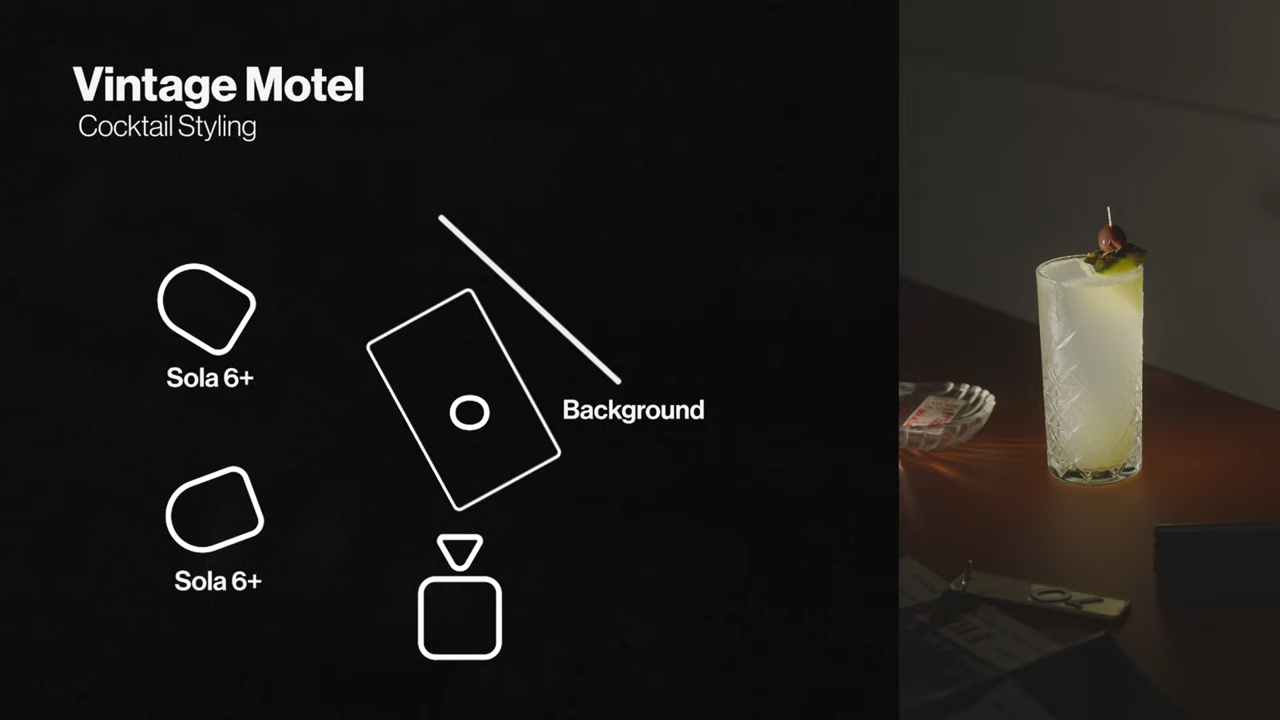 Vintage Motel
Cocktail Styling
Sola 6+
Background
Sola 6+